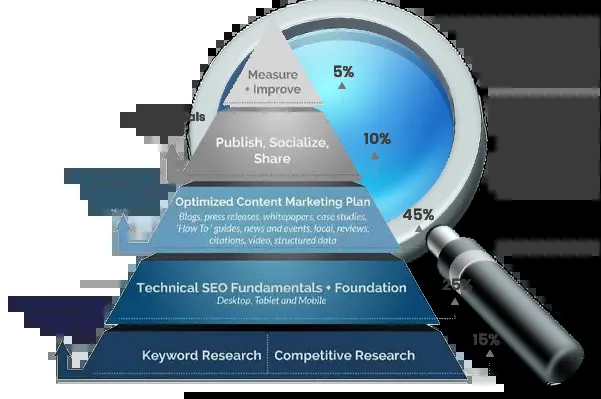 Measure
+ Improve
5%
als
Publish, Socialize,
Share
10%
Optimized Content Marketing Plan
Blogs, press releases, whitepapers, case studies,
'How To' guides, news and events, local, reviews,
citations, video, structured data
45%
Technical SEO Fundamentals + Foundation
Desktop, Tablet and Mobile
25%
Keyword Research
Competitive Research
15%